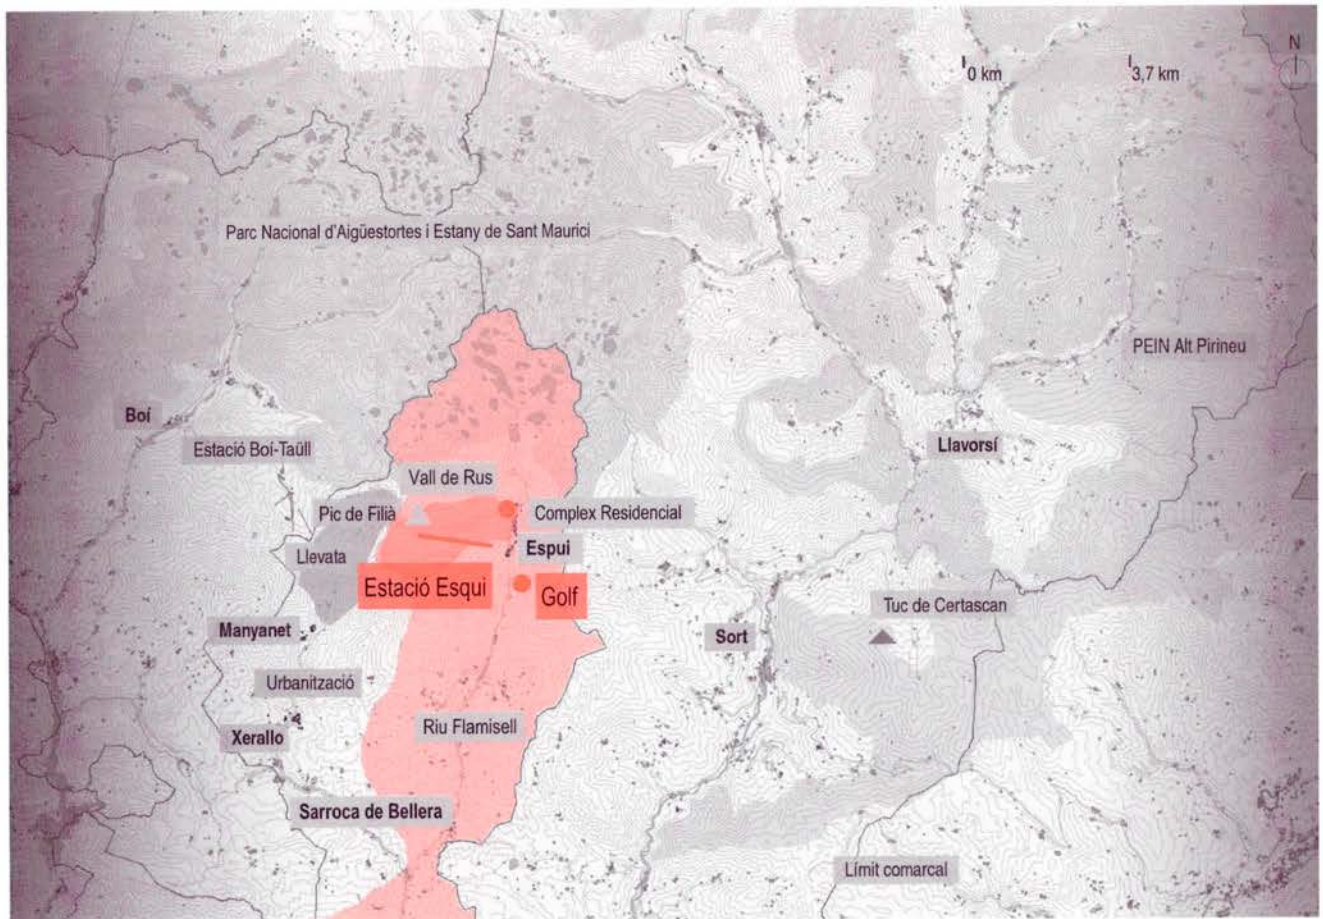 N
0 km
3,7 km
Parc Nacional d'Aigüestortes i Estany de Sant Maurici
PEIN Alt Pirineu
Boí
Estació Boí-Taüll
Llavorsí
Vall de Rus
Pic de Filià
Complex Residencial
Llevata
Espui
Estació Esqui
Golf
Tuc de Certascan
Manyanet
Sort
Urbanització
Riu Flamisell
Xerallo
Sarroca de Bellera
Límit comarcal